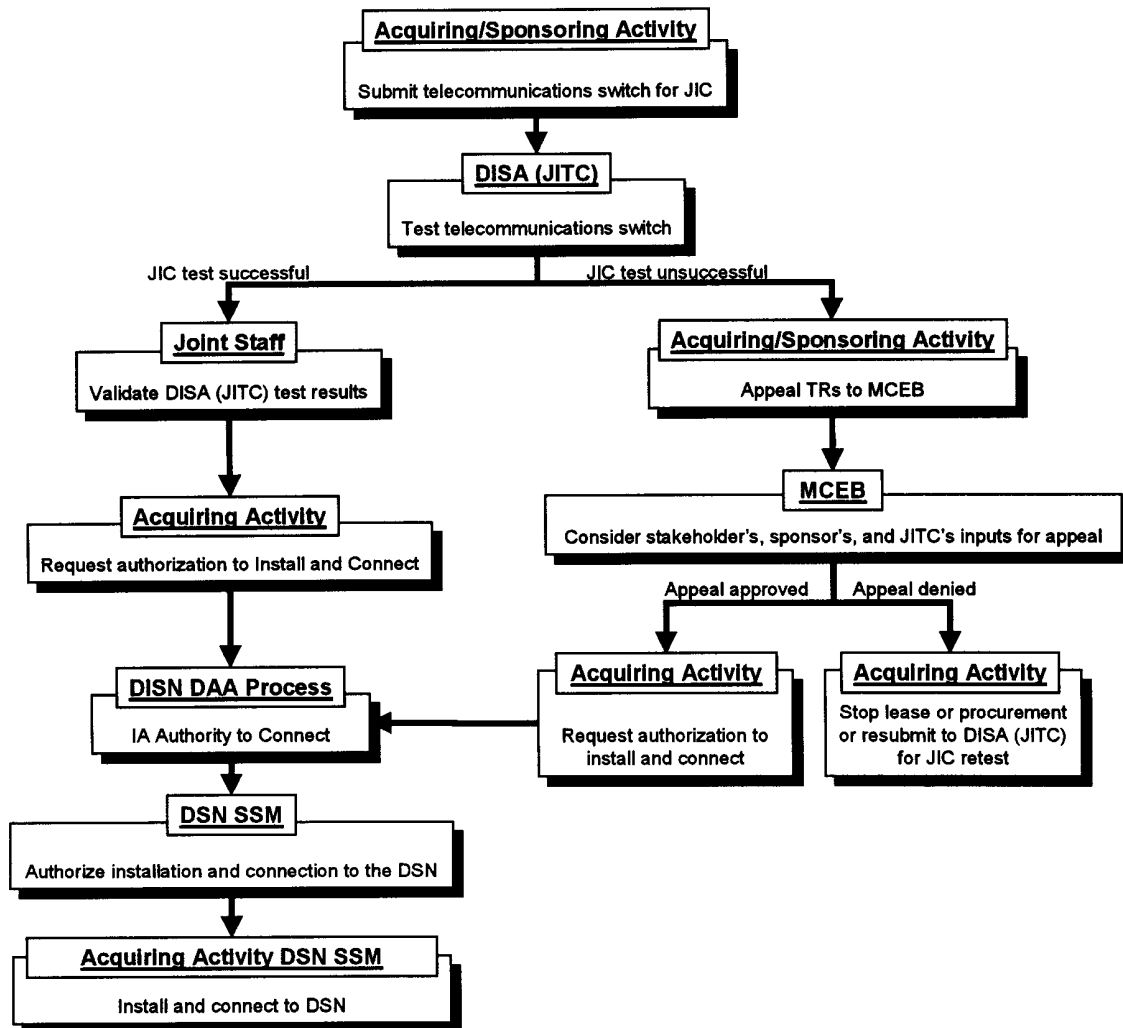 Acquiring/Sponsoring Activity
Submit telecommunications switch for JIC
DISA (JITC)
Test telecommunications switch
JIC test successful
JIC test unsuccessful
Joint Staff
Validate DISA (JITC) test results
Acquiring/Sponsoring Activity
Appeal TRs to MCEB
Acquiring Activity
Request authorization to Install and Connect
MCEB
Consider stakeholder's, sponsor's, and JITC's inputs for appeal
Appeal approved
Appeal denied
DISN DAA Process
IA Authority to Connect
Acquiring Activity
Request authorization to
install and connect
Acquiring Activity
Stop lease or procurement
or resubmit to DISA (JITC)
for JIC retest
DSN SSM
Authorize installation and connection to the DSN
Acquiring Activity DSN SSM
Install and connect to DSN